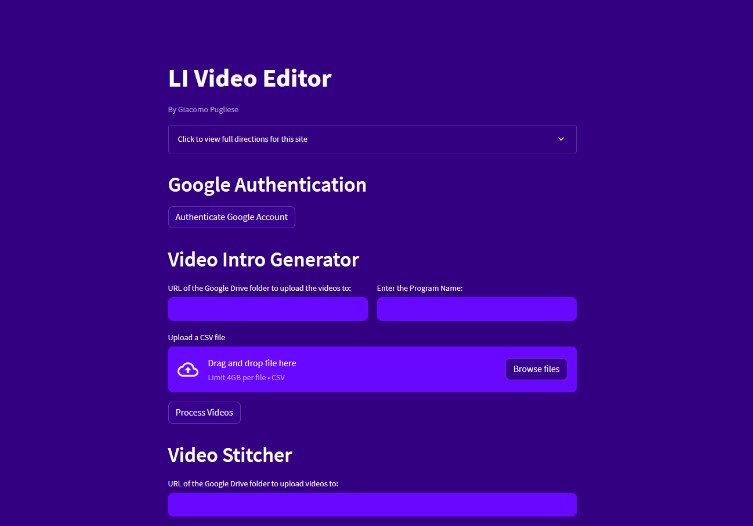 LI Video Editor
By Giacomo Pugliese
Click to view full directions for this site
Google Authentication
Authenticate Google Account
Video Intro Generator
URL of the Google Drive folder to upload the videos to:
Enter the Program Name:
Upload a CSV file
Drag and drop file here
Limit 4GB per file • CSV
Browse files
Process Videos
Video Stitcher
URL of the Google Drive folder to upload videos to: